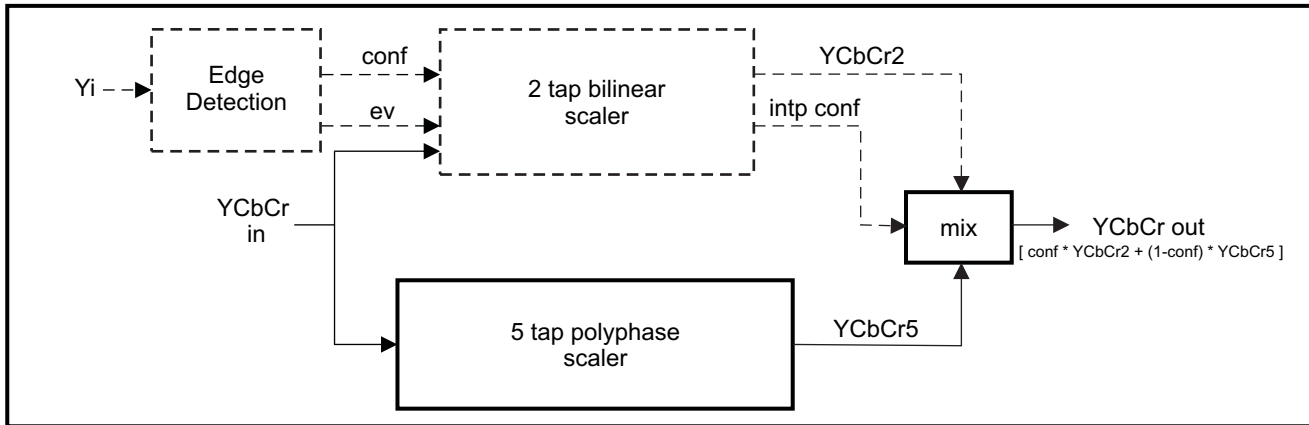 Yi
Edge
Detection
conf
ev
2 tap bilinear
scaler
YCbCr2
intp conf
YCbCr
in
mix
YCbCr out
[ conf * YCbCr2 + (1-conf) * YCbCr5 ]
5 tap polyphase
scaler
YCbCr5